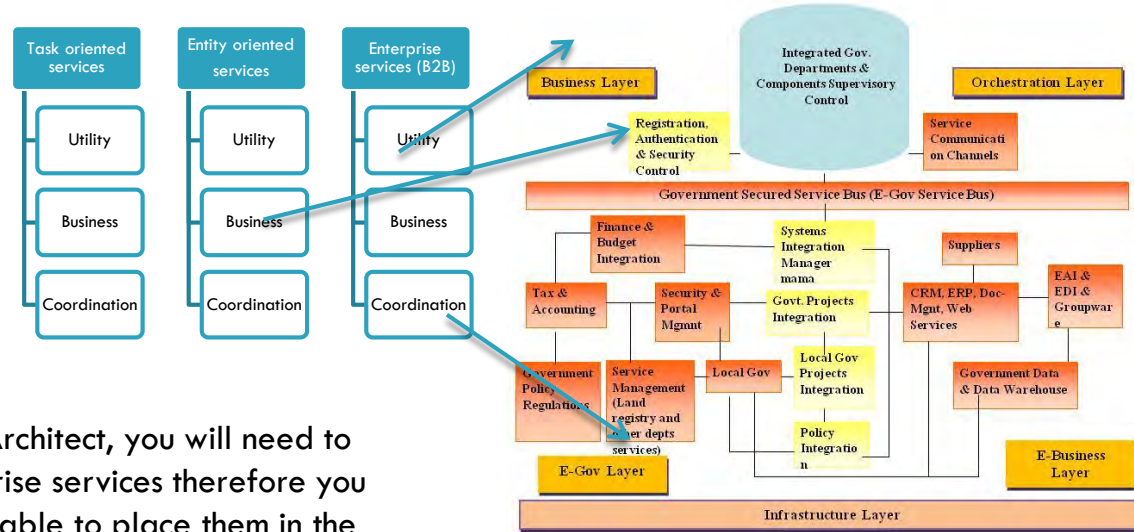 Task oriented
services
Utility
Business
Coordination
Entity oriented
services
Utility
Business
Coordination
Enterprise
services (B2B)
Utility
Business
Coordination
Integrated Gov.
Departments &
Components Supervisory
Control
Business Layer
Orchestration Layer
Registration,
Authentication
& Security
Control
Service
Communicati
on Channels
Government Secured Service Bus (E-Gov Service Bus)
Finance &
Budget
Integration
Systems
Integration
Manager
mama
Suppliers
Tax &
Accounting
Security &
Portal
Mgmnt
Govt. Projects
Integration
CRM, ERP, Doc-
Mgnt, Web
Services
EAI &
EDI &
Groupwar
e
Government
Policy
Regulations
Service
Management
(Land
registry and
other depts
services)
Local Gov
Local Gov
Projects
Integration
Government Data
& Data Warehouse
Policy
Integratio
n
E-Gov Layer
E-Business
Layer
Infrastructure Layer
Architect, you will need to
rise services therefore you
able to place them in the